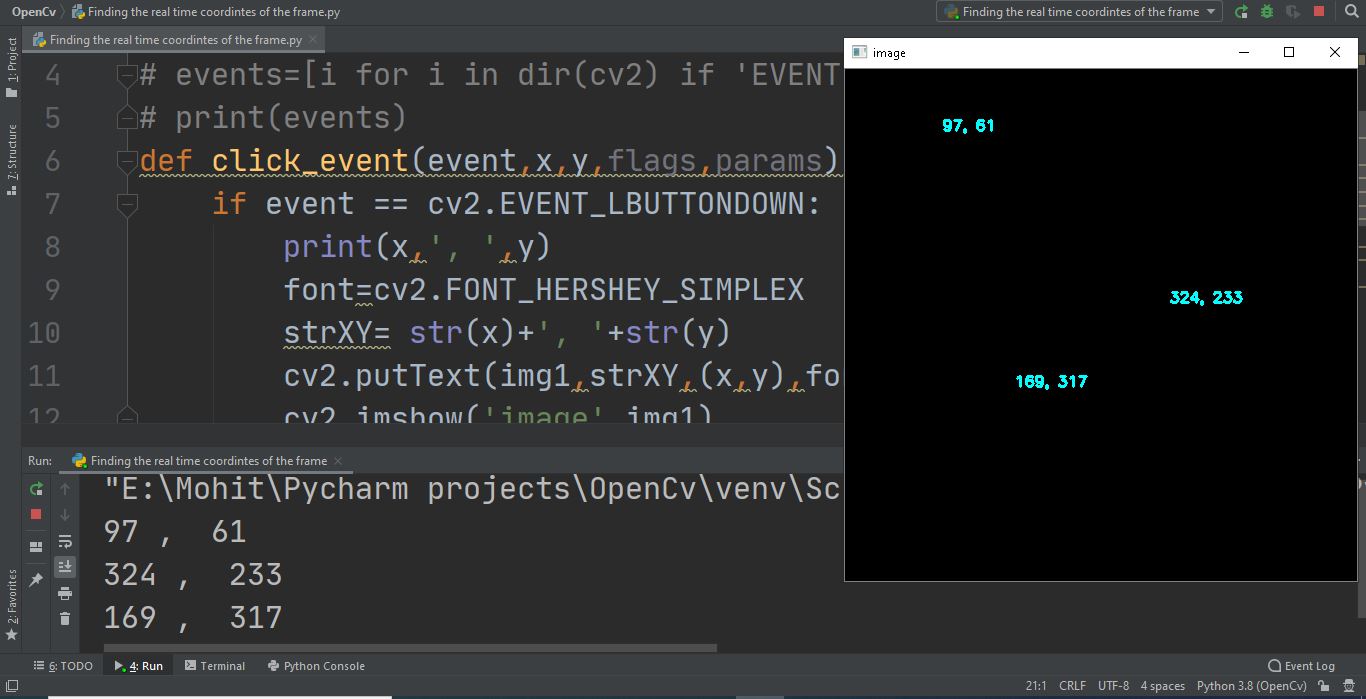 OpenCv Finding the real time coordintes of the frame.py Finding the real time coordintes of the frame
Finding the real time coordintes of the frame.py
1: Project
7: Structure
2: Favorites
4 # events=[i for i in dir(cv2) if 'EVENT
5 # print(events)
6 def click_event(event,x,y,flags,params)
7 if event == cv2.EVENT_LBUTTONDOWN:
8 print(x,', ',y)
9 font=cv2.FONT_HERSHEY_SIMPLEX
10 strXY= str(x)+', '+str(y)
11 cv2.putText(img1,strXY,(x,y),fo
12 cv2.imshow('image',img1)
image
97, 61
324, 233
169, 317
Run: Finding the real time coordintes of the frame
"E:\Mohit\Pycharm projects\OpenCv\venv\Sc
97 ,  61
324 ,  233
169 ,  317
6: TODO 4: Run Terminal Python Console Event Log
21:1 CRLF UTF-8 4 spaces Python 3.8 (OpenCv)